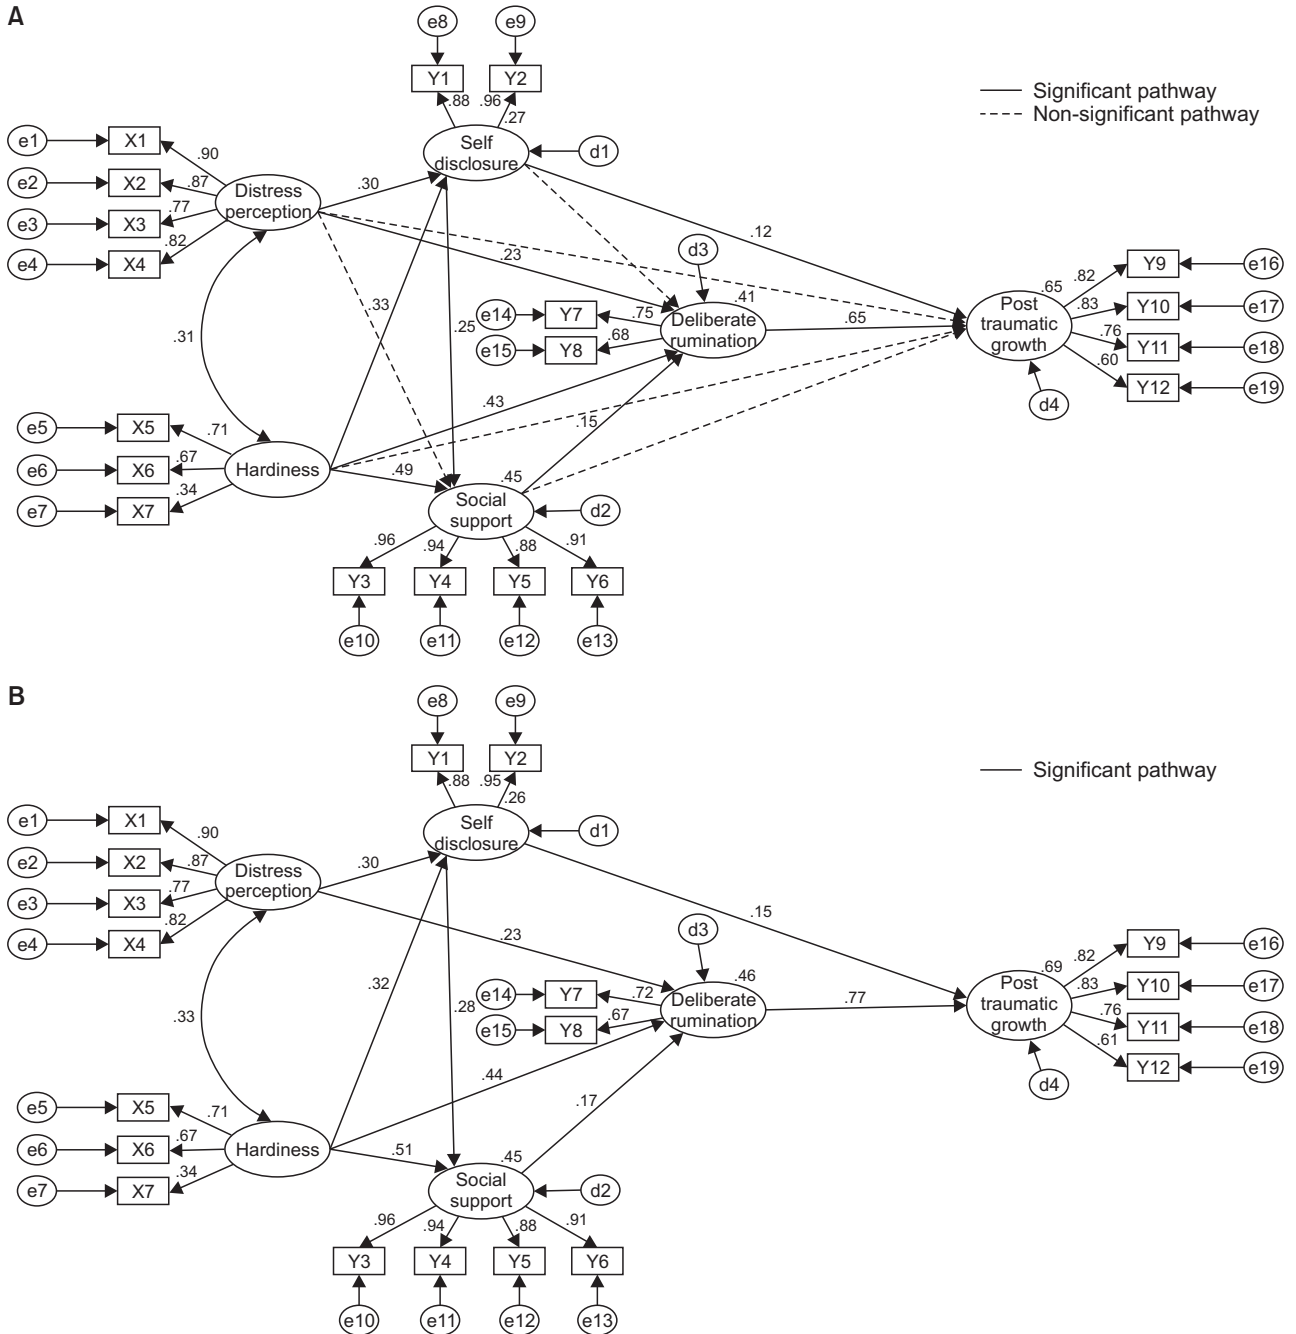 A
e8
e9
Y1
Y2
.88
.96
.27
Significant pathway
Non-significant pathway
e1
X1
.90
Self
disclosure
d1
e2
X2
.87
Distress
perception
.30
e3
X3
.77
e4
X4
.82
.12
.23
d3
Y9
e16
.82
.65
.41
.33
.31
.25
e14
Y7
.75
Deliberate
rumination
.65
Post
traumatic
growth
.83
Y10
e17
e15
Y8
.68
.76
Y11
e18
.60
Y12
e19
d4
e5
X5
.71
.43
.15
e6
X6
.67
Hardiness
.49
.45
e7
X7
.34
Social
support
d2
.96
.94
.88
.91
Y3
Y4
Y5
Y6
e10
e11
e12
e13
B
e8
e9
Y1
Y2
.88
.95
.26
Significant pathway
e1
X1
.90
Self
disclosure
d1
e2
X2
.87
Distress
perception
.30
e3
X3
.77
e4
X4
.82
.15
.23
d3
Y9
e16
.82
.69
.46
.32
.33
.28
e14
Y7
.72
Deliberate
rumination
.77
Post
traumatic
growth
.83
Y10
e17
e15
Y8
.67
.76
Y11
e18
.61
Y12
e19
d4
e5
X5
.71
.44
.17
e6
X6
.67
Hardiness
.51
.45
e7
X7
.34
Social
support
d2
.96
.94
.88
.91
Y3
Y4
Y5
Y6
e10
e11
e12
e13